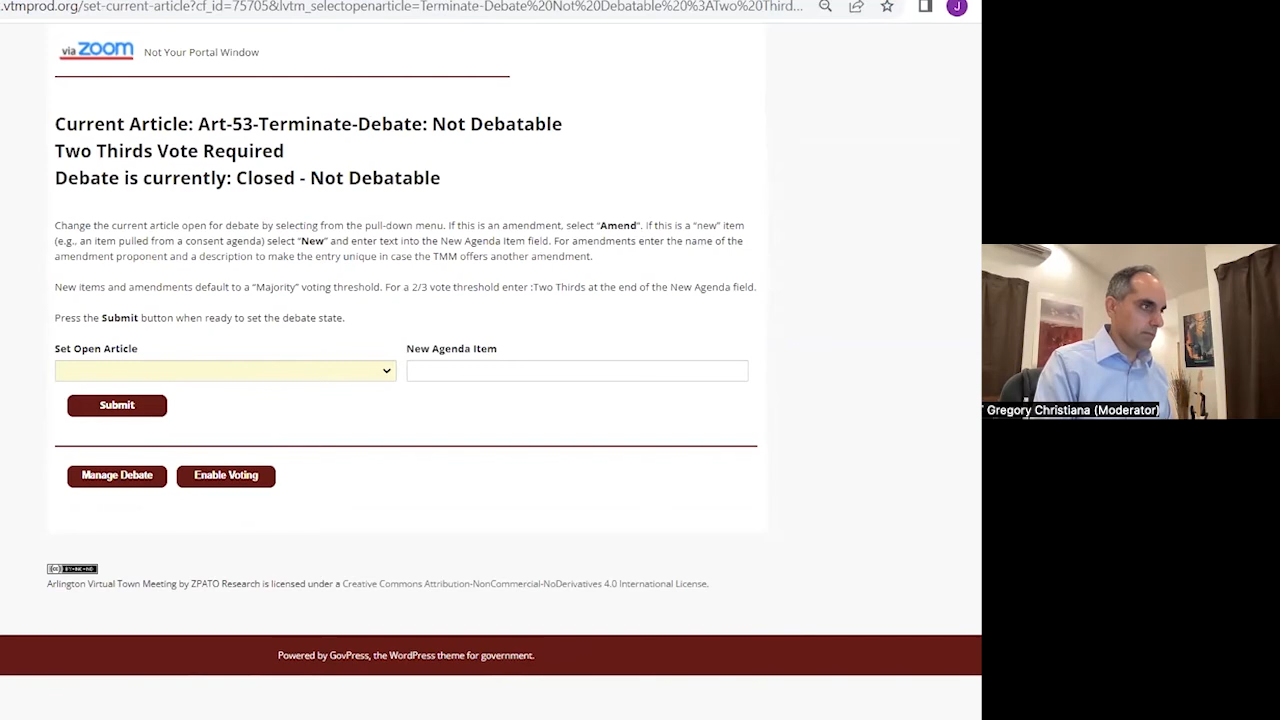 .vtmprod.org/set-current-article?cf_id=75705&lvtm_selectopenarticle=Terminate-Debate%20Not%20Debatable%20%3ATwo%20Third...
J
via zoom Not Your Portal Window
Current Article: Art-53-Terminate-Debate: Not Debatable
Two Thirds Vote Required
Debate is currently: Closed - Not Debatable
Change the current article open for debate by selecting from the pull-down menu. If this is an amendment, select "Amend". If this is a "new" item
(e.g., an item pulled from a consent agenda) select "New" and enter text into the New Agenda Item field. For amendments enter the name of the
amendment proponent and a description to make the entry unique in case the TMM offers another amendment.
New items and amendments default to a "Majority" voting threshold. For a 2/3 vote threshold enter :Two Thirds at the end of the New Agenda field.
Press the Submit button when ready to set the debate state.
Set Open Article New Agenda Item
Submit
Manage Debate Enable Voting
Gregory Christiana (Moderator)
cc BY-NC-ND
Arlington Virtual Town Meeting by ZPATO Research is licensed under a Creative Commons Attribution-NonCommercial-NoDerivatives 4.0 International License.
Powered by GovPress, the WordPress theme for government.